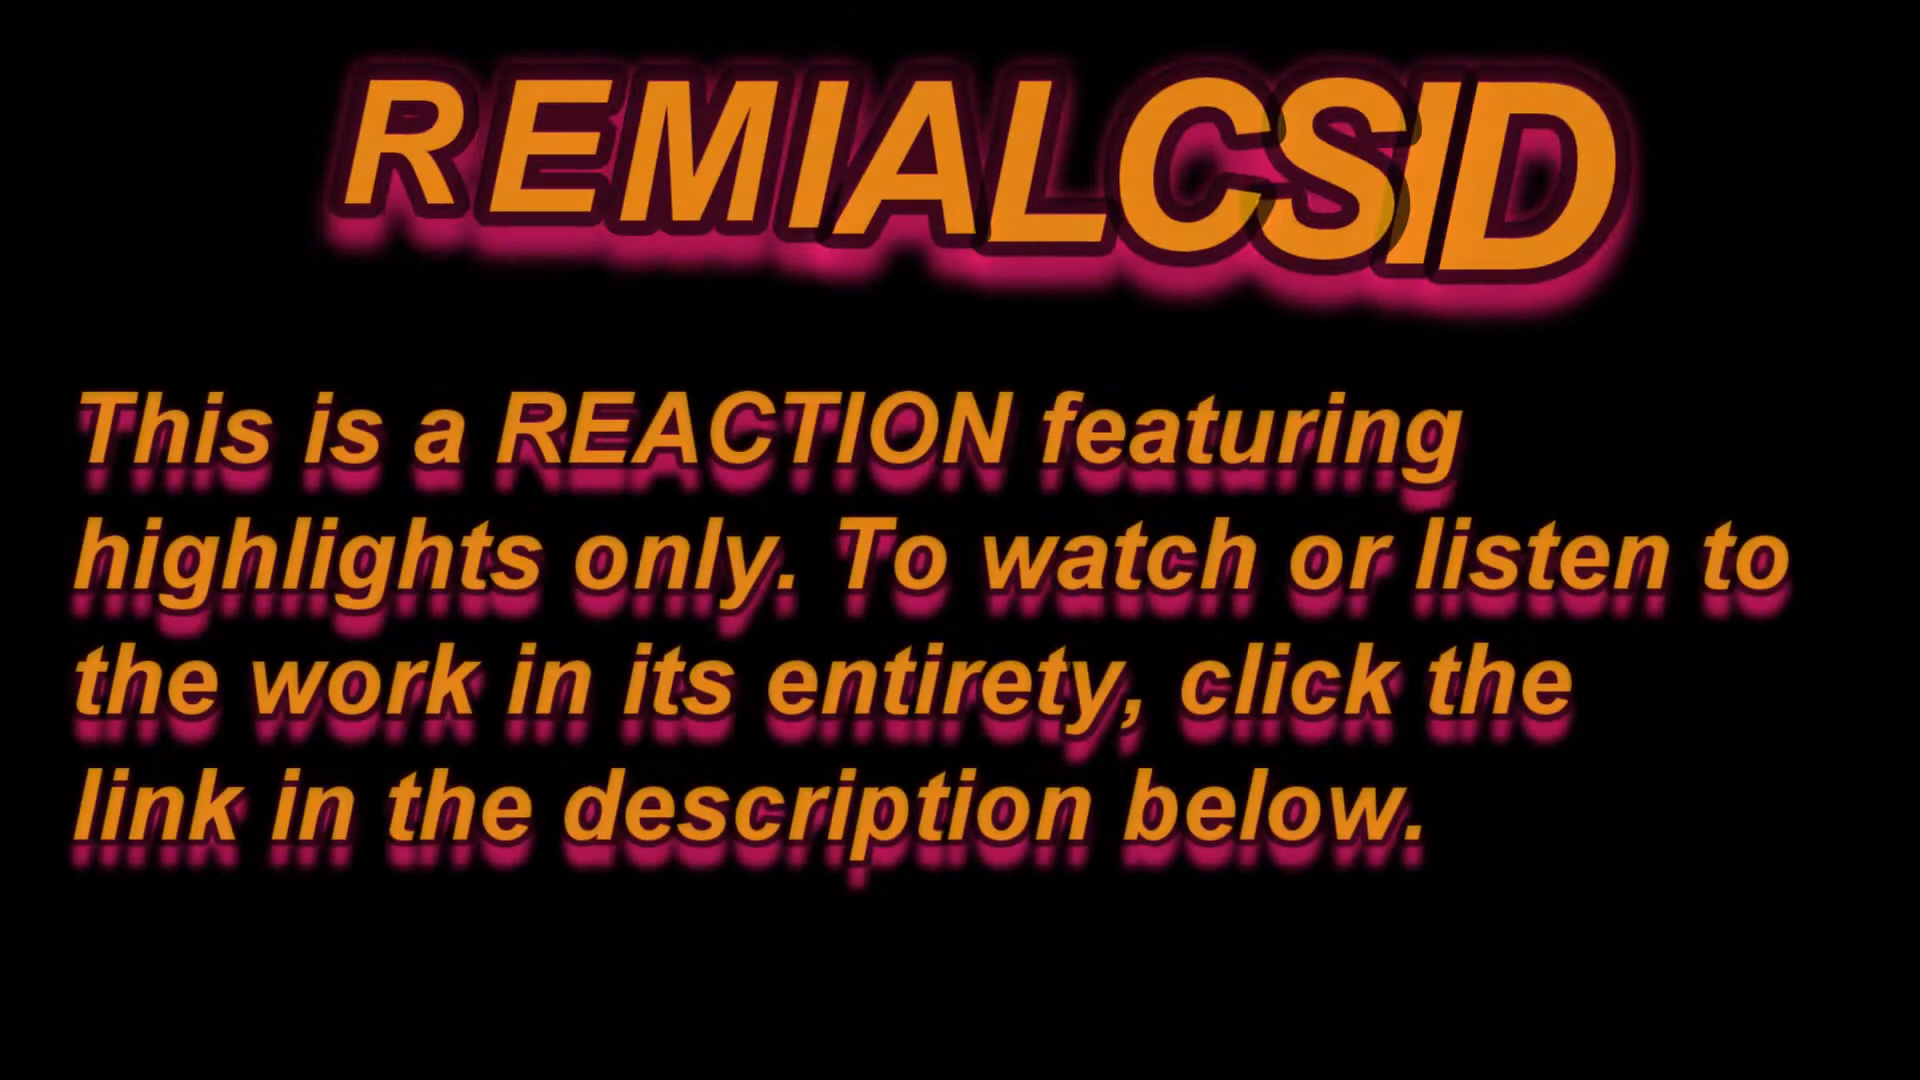 REMIALCSID
This is a REACTION featuring
highlights only. To watch or listen to
the work in its entirety, click the
link in the description below.